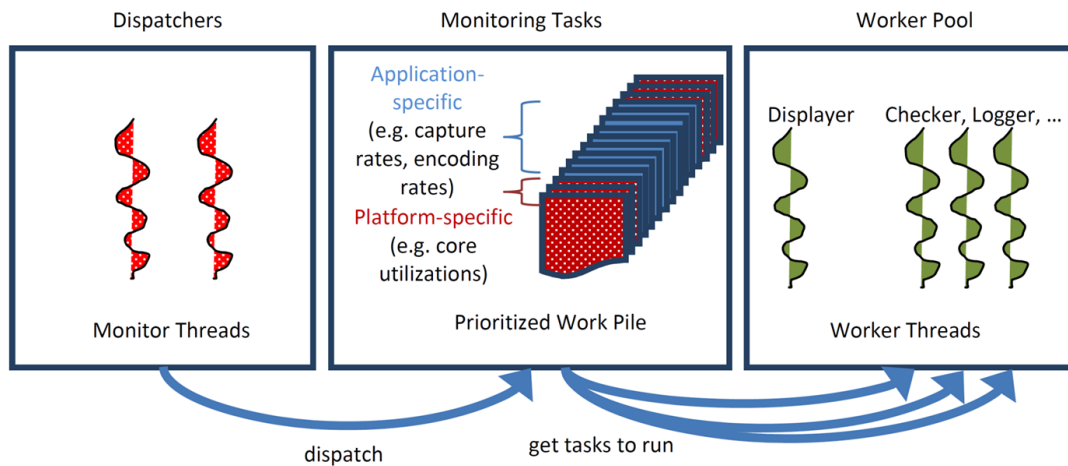 Dispatchers
Monitor Threads
Monitoring Tasks
Application-
specific
(e.g. capture
rates, encoding
rates)
Platform-specific
(e.g. core
utilizations)
Prioritized Work Pile
Worker Pool
Displayer
Checker, Logger, ...
Worker Threads
dispatch
get tasks to run